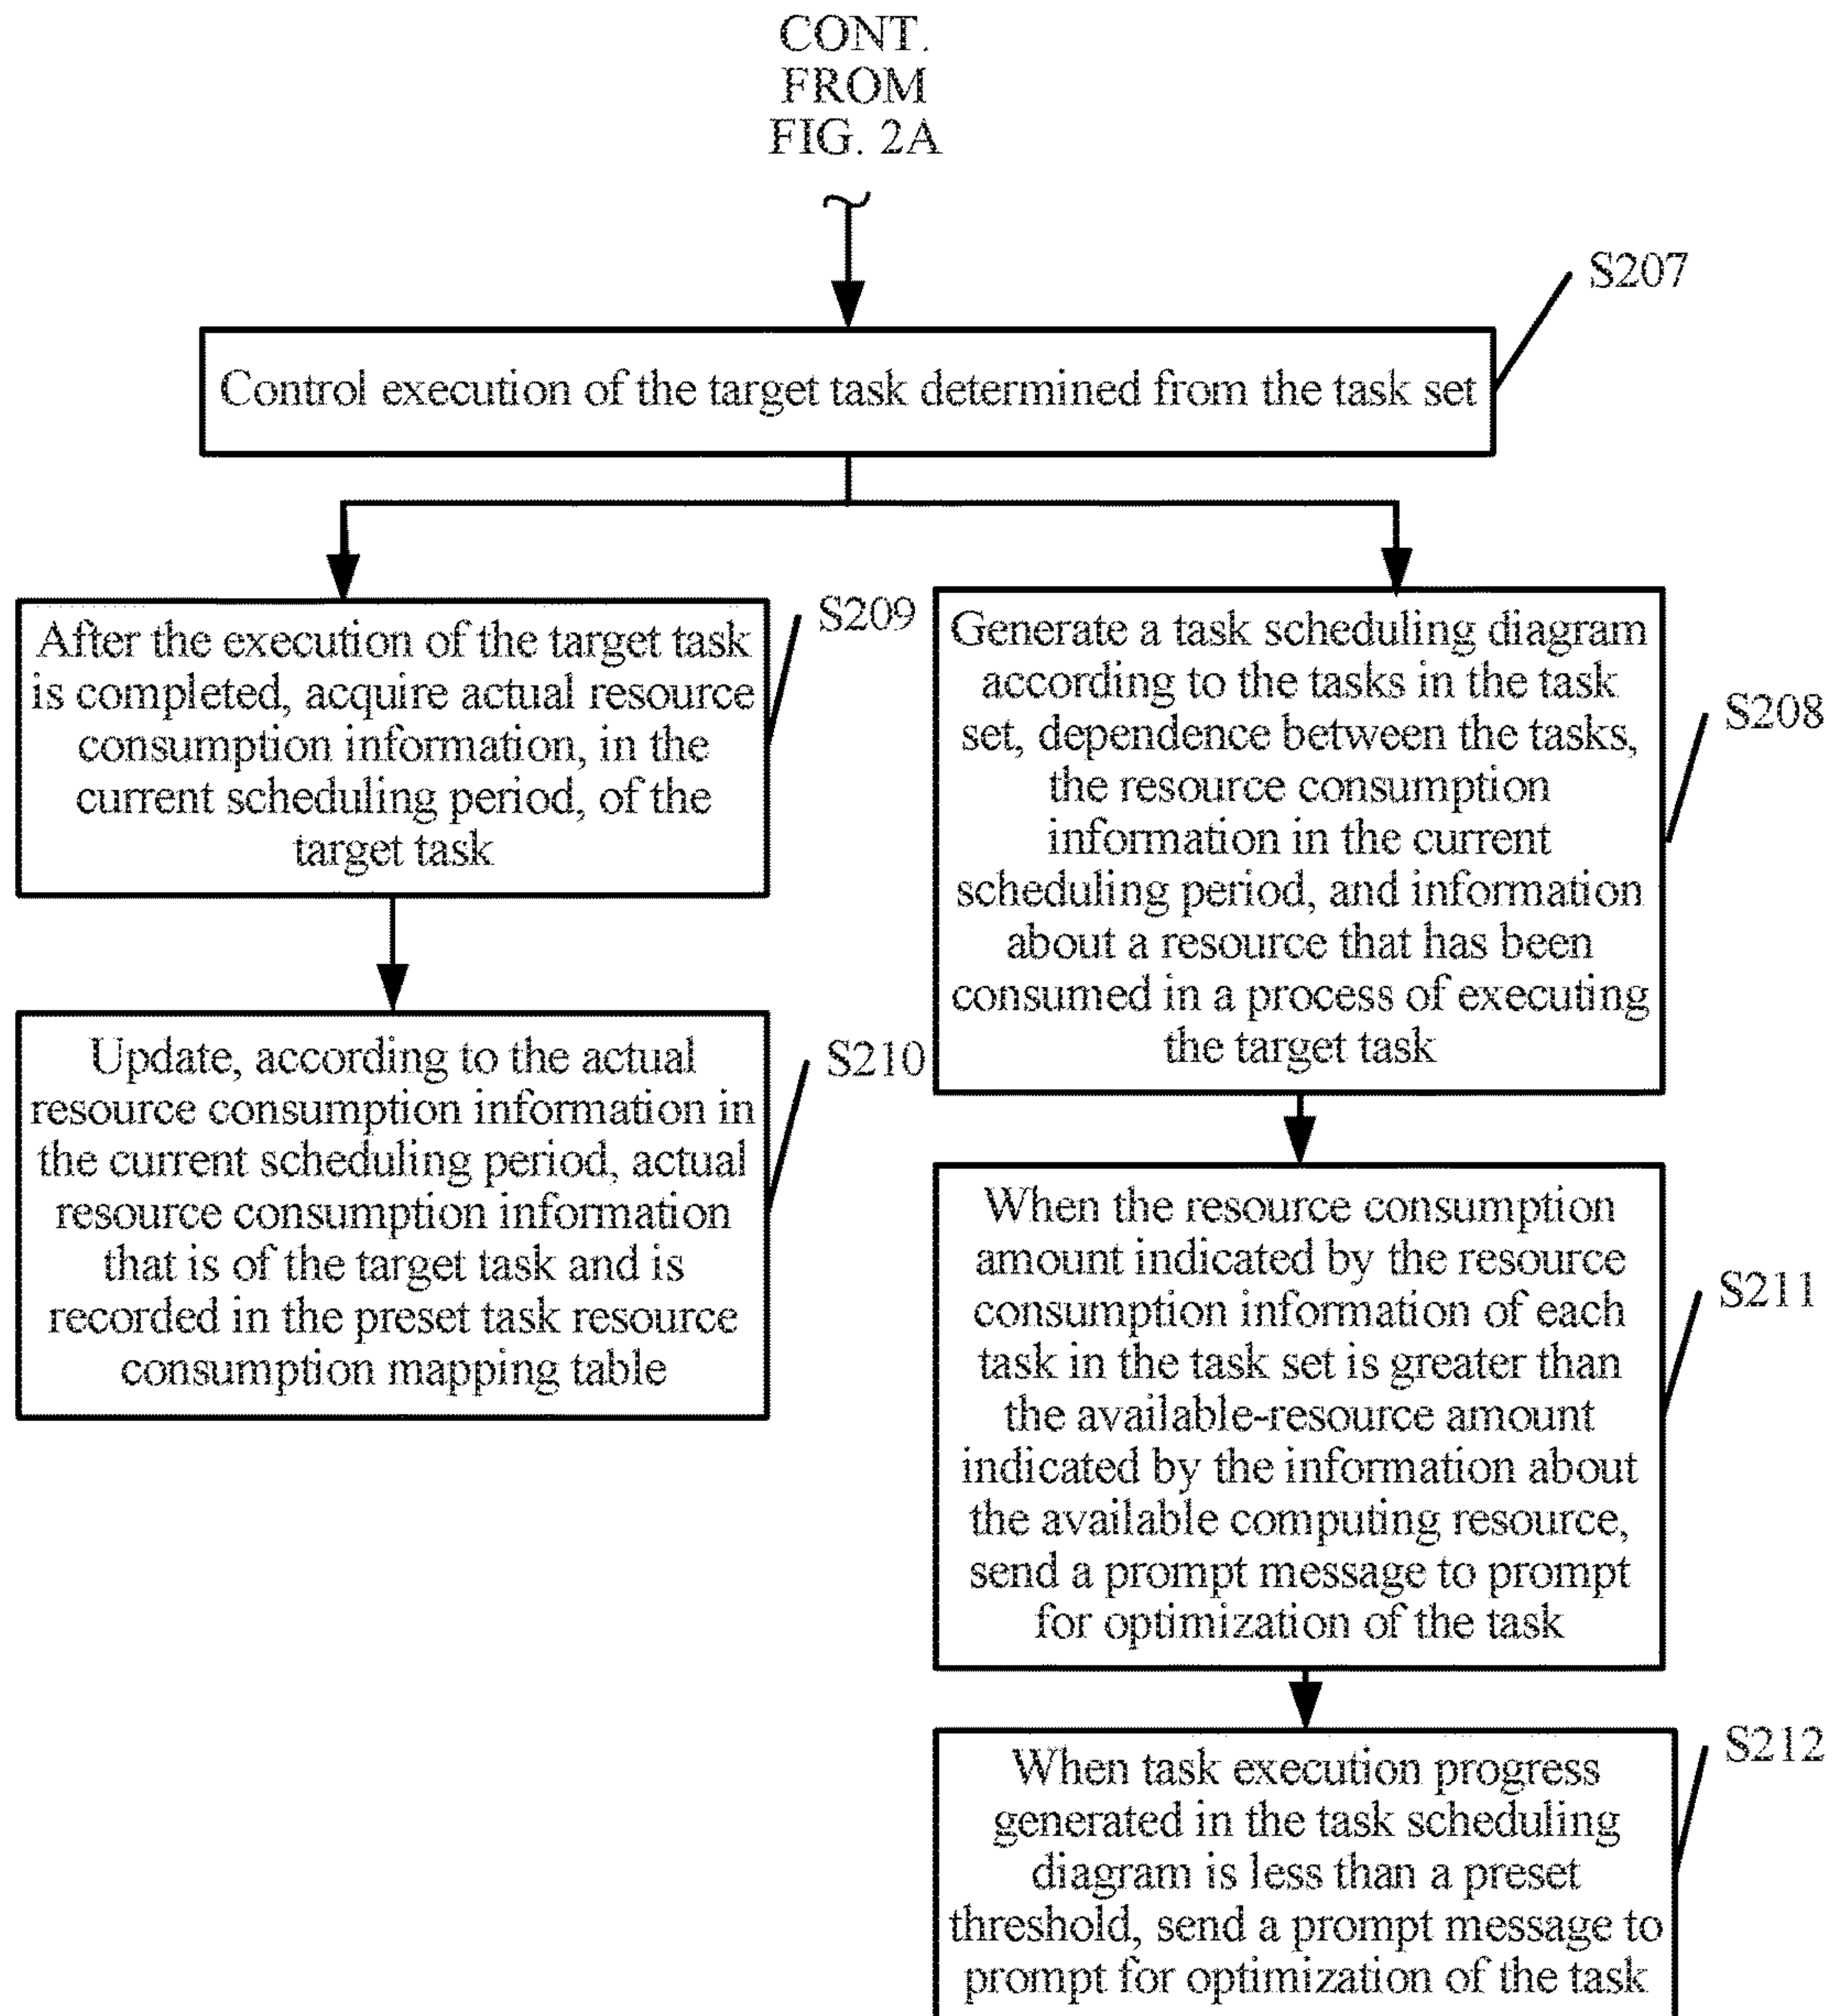 CONT.
FROM
FIG. 2A
S207
Control execution of the target task determined from the task set
S209
After the execution of the target task
is completed, acquire actual resource
consumption information, in the
current scheduling period, of the
target task
S208
Generate a task scheduling diagram
according to the tasks in the task
set, dependence between the tasks,
the resource consumption
information in the current
scheduling period, and information
about a resource that has been
consumed in a process of executing
the target task
S210
Update, according to the actual
resource consumption information in
the current scheduling period, actual
resource consumption information
that is of the target task and is
recorded in the preset task resource
consumption mapping table
S211
When the resource consumption
amount indicated by the resource
consumption information of each
task in the task set is greater than
the available-resource amount
indicated by the information about
the available computing resource,
send a prompt message to prompt
for optimization of the task
S212
When task execution progress
generated in the task scheduling
diagram is less than a preset
threshold, send a prompt message to
prompt for optimization of the task